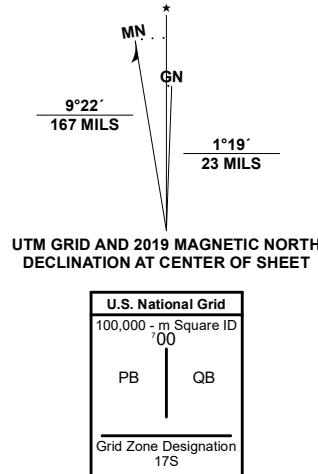 ★
MN
GN
9°22´
167 MILS
1°19´
23 MILS
UTM GRID AND 2019 MAGNETIC NORTH
DECLINATION AT CENTER OF SHEET
U.S. National Grid
100,000 - m Square ID
⁷00
PB QB
Grid Zone Designation
17S